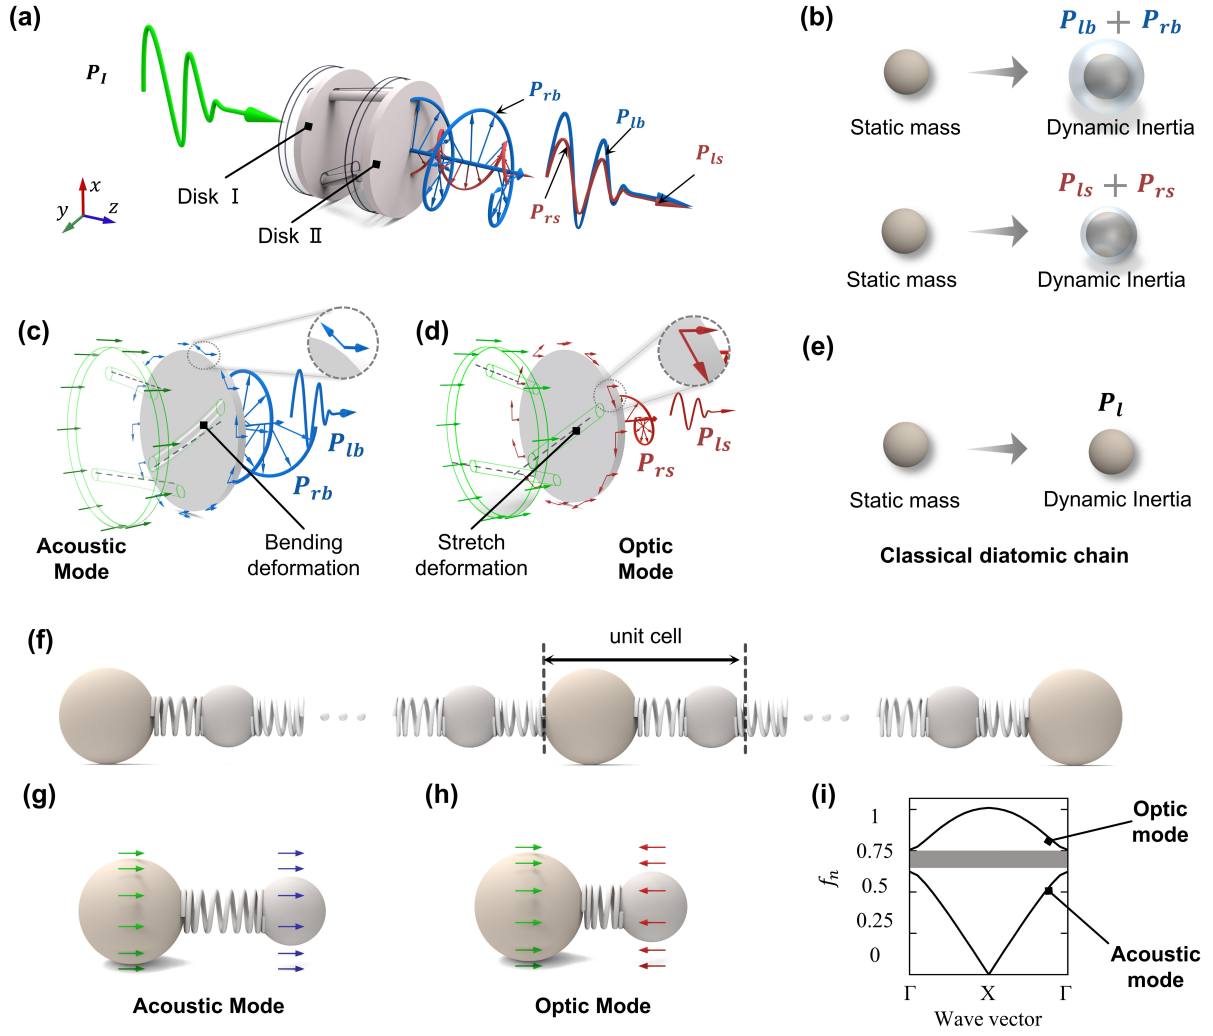 (a)
P_I
P_rb
P_lb
P_ls
P_rs
Disk I
Disk II
x
y
z
(b)
P_lb + P_rb
Static mass
Dynamic Inertia
P_ls + P_rs
Static mass
Dynamic Inertia
(c)
P_lb
P_rb
Acoustic
Mode
Bending
deformation
(d)
P_ls
P_rs
Stretch
deformation
Optic
Mode
(e)
P_l
Static mass
Dynamic Inertia
Classical diatomic chain
(f)
unit cell
(g)
Acoustic Mode
(h)
Optic Mode
(i)
1
0.75
0.5
0.25
0
f_n
Γ
X
Γ
Wave vector
Optic
mode
Acoustic
mode